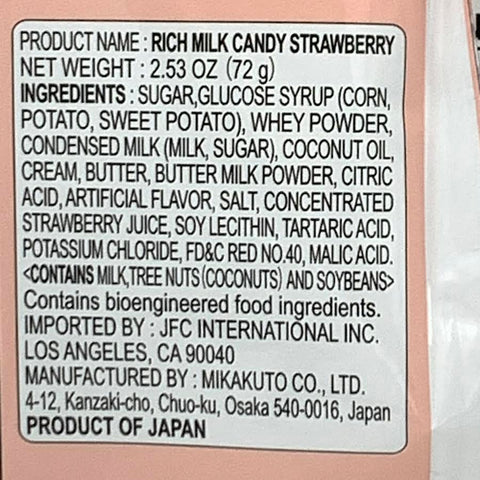 PRODUCT NAME : RICH MILK CANDY STRAWBERRY
NET WEIGHT : 2.53 OZ (72 g)
INGREDIENTS : SUGAR,GLUCOSE SYRUP (CORN,
POTATO, SWEET POTATO), WHEY POWDER,
CONDENSED MILK (MILK, SUGAR), COCONUT OIL,
CREAM, BUTTER, BUTTER MILK POWDER, CITRIC
ACID, ARTIFICIAL FLAVOR, SALT, CONCENTRATED
STRAWBERRY JUICE, SOY LECITHIN, TARTARIC ACID,
POTASSIUM CHLORIDE, FD&C RED NO.40, MALIC ACID.
<CONTAINS MILK,TREE NUTS (COCONUTS) AND SOYBEANS>
Contains bioengineered food ingredients.
IMPORTED BY : JFC INTERNATIONAL INC.
LOS ANGELES, CA 90040
MANUFACTURED BY : MIKAKUTO CO., LTD.
4-12, Kanzaki-cho, Chuo-ku, Osaka 540-0016, Japan
PRODUCT OF JAPAN